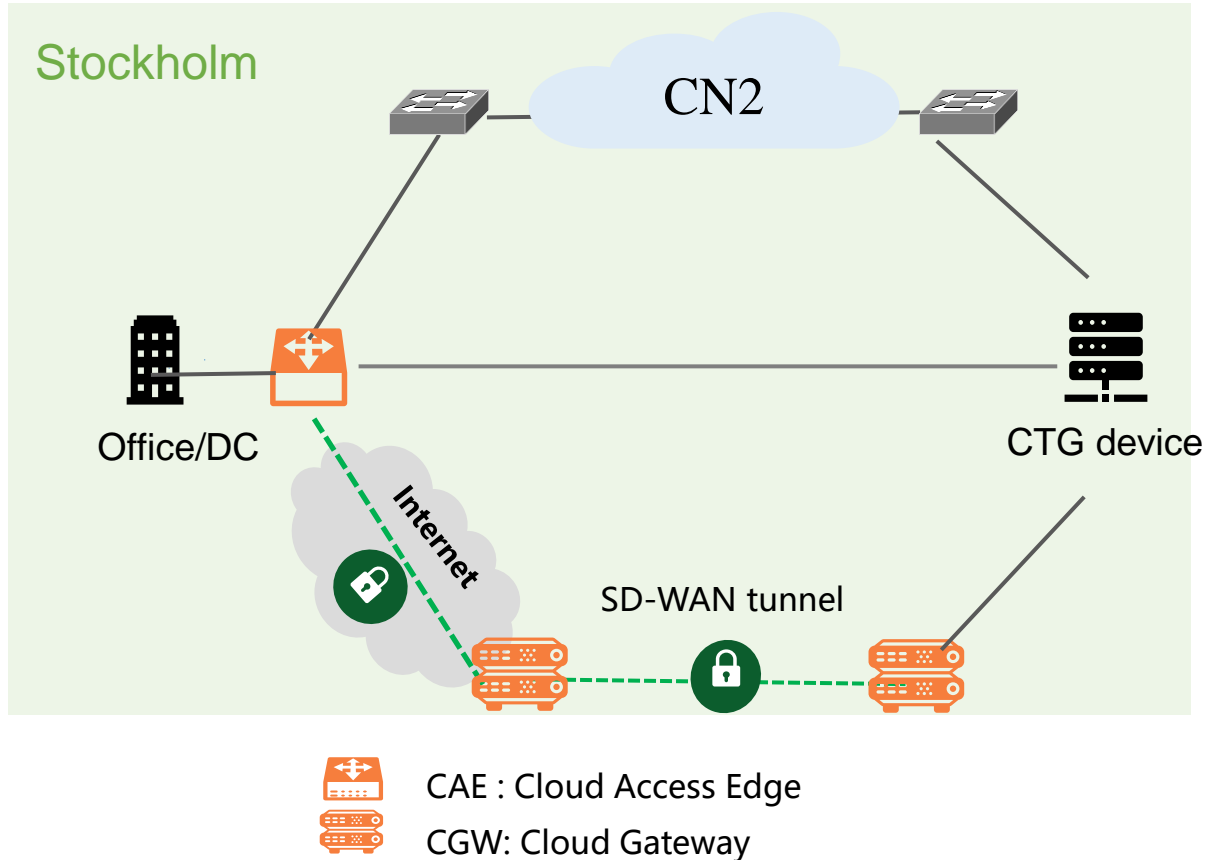 Stockholm
CN2
Office/DC
CTG device
Internet
SD-WAN tunnel
CAE : Cloud Access Edge
CGW: Cloud Gateway